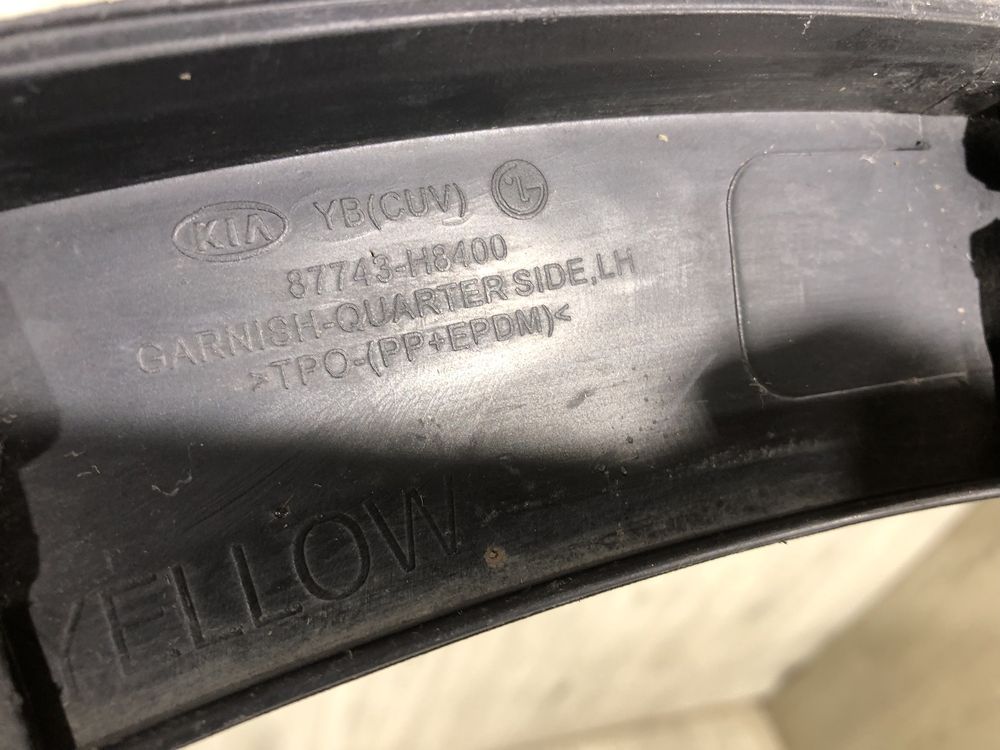 KIA YB(CUV)
87743-H8400
GARNISH-QUARTER SIDE,LH
>TPO-(PP+EPDM)<
YELLOW